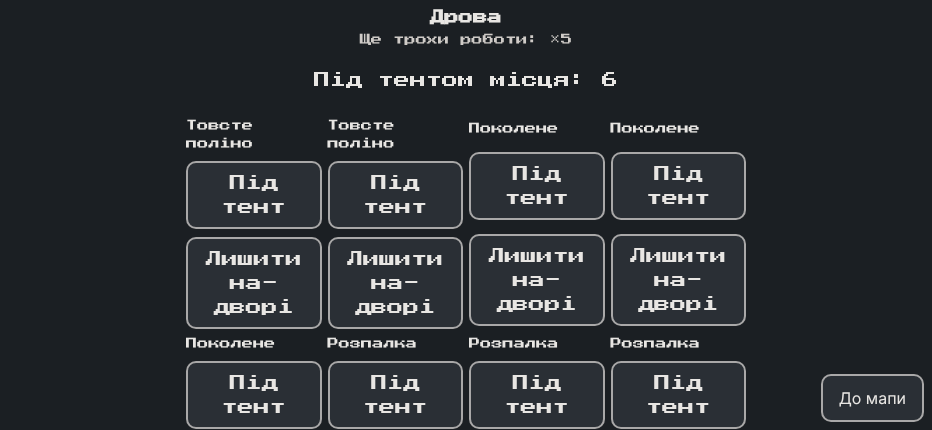 Дрова
Ще трохи роботи: ×5
Під тентом місця: 6
Товсте
поліно
Товсте
поліно
Поколене
Поколене
Під
тент
Під
тент
Під
тент
Під
тент
Лишити
на-
дворі
Лишити
на-
дворі
Лишити
на-
дворі
Лишити
на-
дворі
Поколене
Розпалка
Розпалка
Розпалка
Під
тент
Під
тент
Під
тент
Під
тент
До мапи